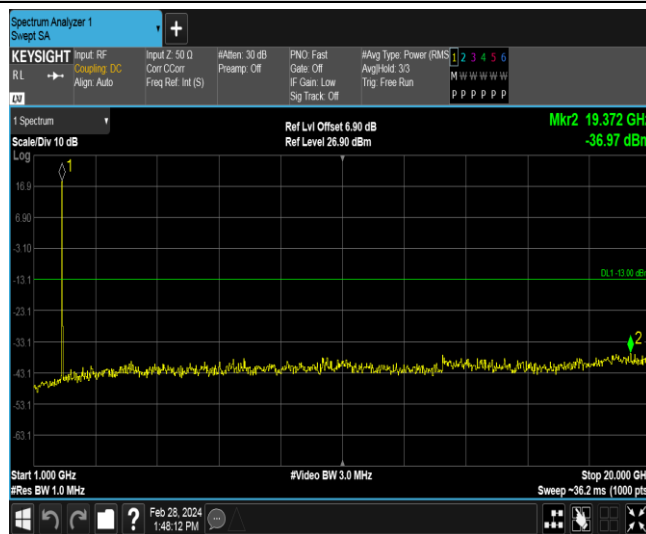 Spectrum Analyzer 1
Swept SA
+
KEYSIGHT
RL
LXI
Input: RF
Coupling: DC
Align: Auto
Input Z: 50 Ω
Corr CCorr
Freq Ref: Int (S)
#Atten: 30 dB
Preamp: Off
PNO: Fast
Gate: Off
IF Gain: Low
Sig Track: Off
#Avg Type: Power (RMS
Avg|Hold: 3/3
Trig: Free Run
1 2 3 4 5 6
M W W W W W
P P P P P P
1 Spectrum
Scale/Div 10 dB
Log
Ref Lvl Offset 6.90 dB
Ref Level 26.90 dBm
Mkr2 19.372 GH
-36.97 dBm
1
16.9
6.90
-3.10
-13.1
DL1 -13.00 dBm
-23.1
-33.1
2
-43.1
-53.1
-63.1
Start 1.000 GHz
#Video BW 3.0 MHz
Stop 20.000 GH
#Res BW 1.0 MHz
Sweep ~36.2 ms (1000 pts
?
Feb 28, 2024
1:48:12 PM